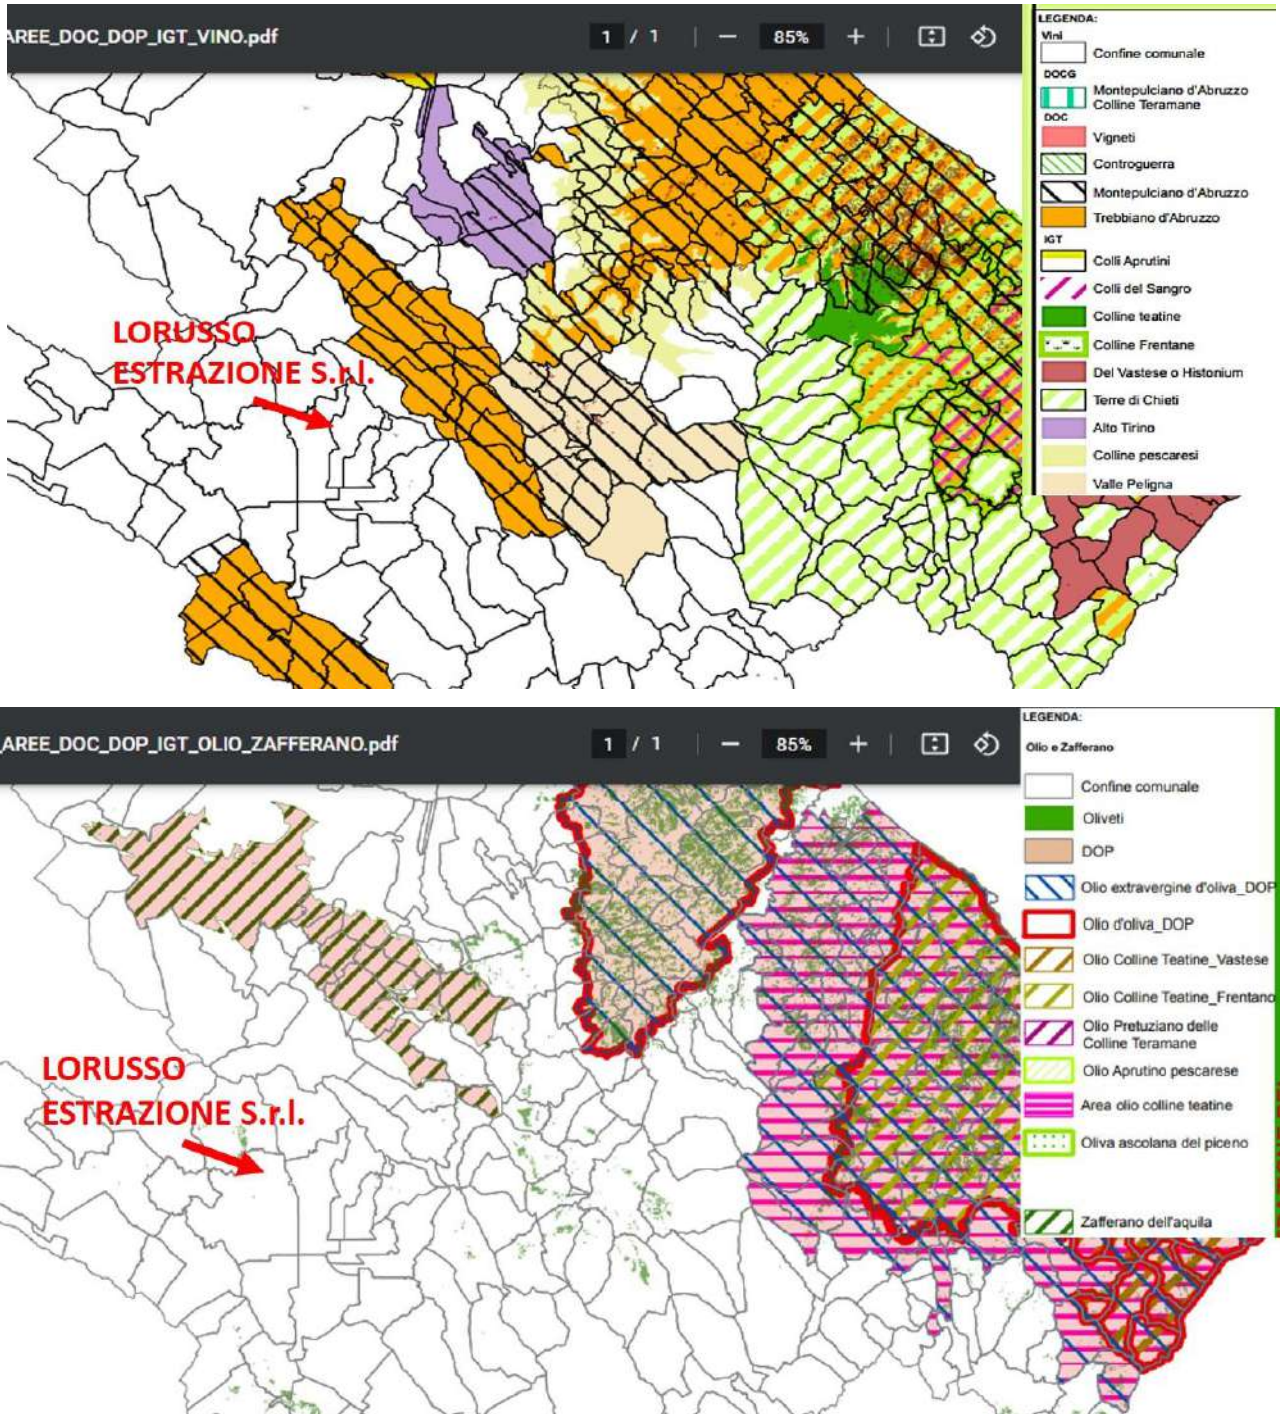 AREE_DOC_DOP_IGT_VINO.pdf
1 / 1
85%
LEGENDA:
Vini
Confine comunale
DOCG
Montepulciano d'Abruzzo
Colline Teramane
DOC
Vigneti
Controguerra
Montepulciano d'Abruzzo
Trebbiano d'Abruzzo
IGT
Colli Aprutini
Colli del Sangro
Colline teatine
Colline Frentane
Del Vastese o Histonium
Terre di Chieti
Alto Tirino
Colline pescaresi
Valle Peligna
LORUSSO
ESTRAZIONE S.r.l.
_AREE_DOC_DOP_IGT_OLIO_ZAFFERANO.pdf
1 / 1
85%
LEGENDA:
Olio e Zafferano
Confine comunale
Oliveti
DOP
Olio extravergine d'oliva_DOP
Olio d'oliva_DOP
Olio Colline Teatine_Vastese
Olio Colline Teatine_Frentano
Olio Pretuziano delle
Colline Teramane
Olio Aprutino pescarese
Area olio colline teatine
Oliva ascolana del piceno
Zafferano dell'aquila
LORUSSO
ESTRAZIONE S.r.l.